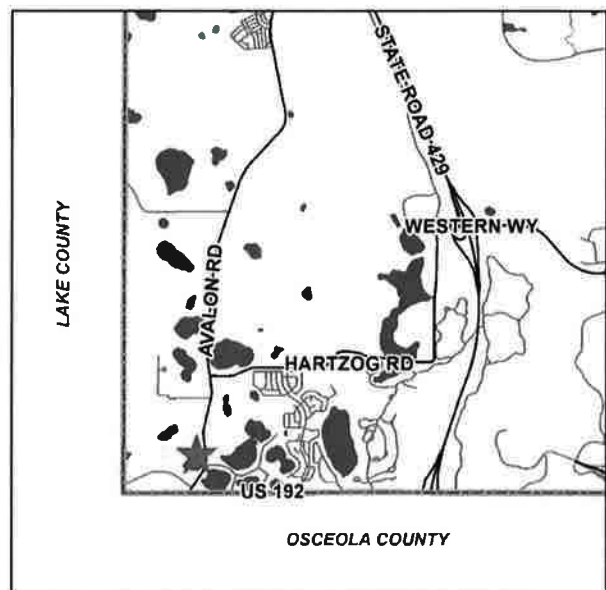 STATE ROAD 429
WESTERN WY
LAKE COUNTY
AVALON RD
HARTZOG RD
US 192
OSCEOLA COUNTY